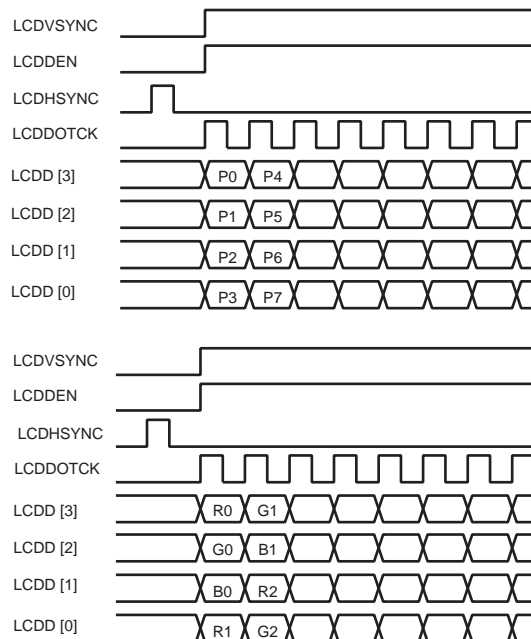 LCDVSYNC
LCDDEN
LCDHSYNC
LCDDOTCK
LCDD [3] P0 P4
LCDD [2] P1 P5
LCDD [1] P2 P6
LCDD [0] P3 P7
LCDVSYNC
LCDDEN
LCDHSYNC
LCDDOTCK
LCDD [3] R0 G1
LCDD [2] G0 B1
LCDD [1] B0 R2
LCDD [0] R1 G2